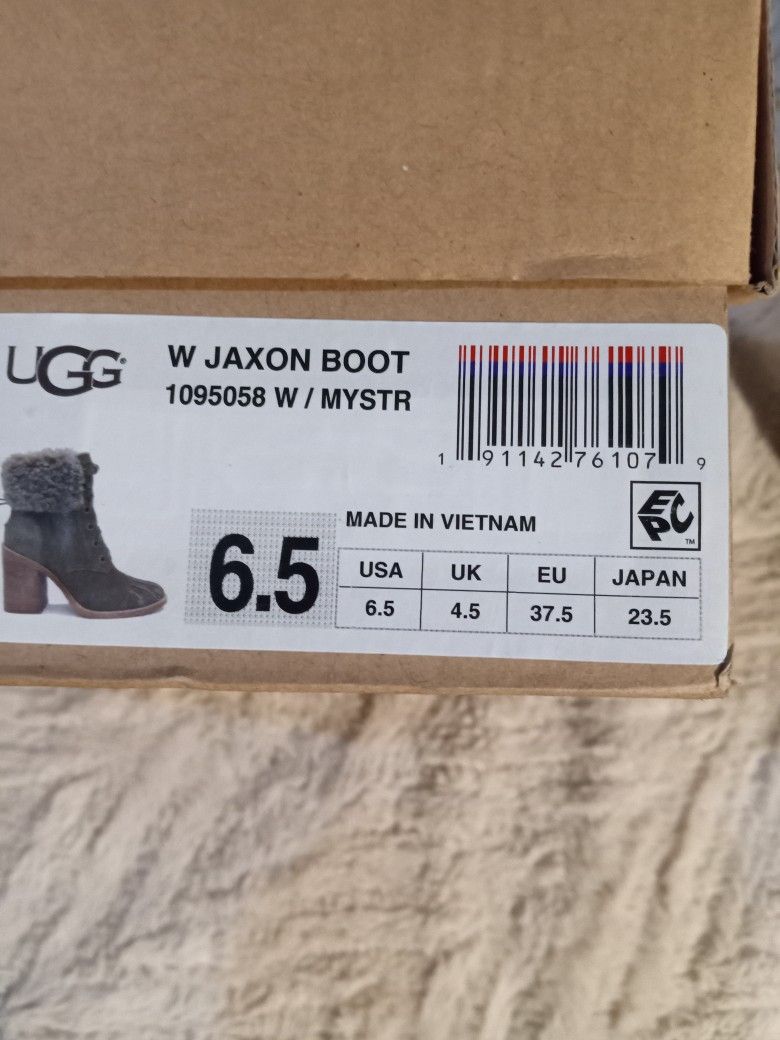 UGG®
W JAXON BOOT
1095058 W / MYSTR
1 91142 76107 9
EPC™
MADE IN VIETNAM
6.5
USA UK EU JAPAN
6.5 4.5 37.5 23.5